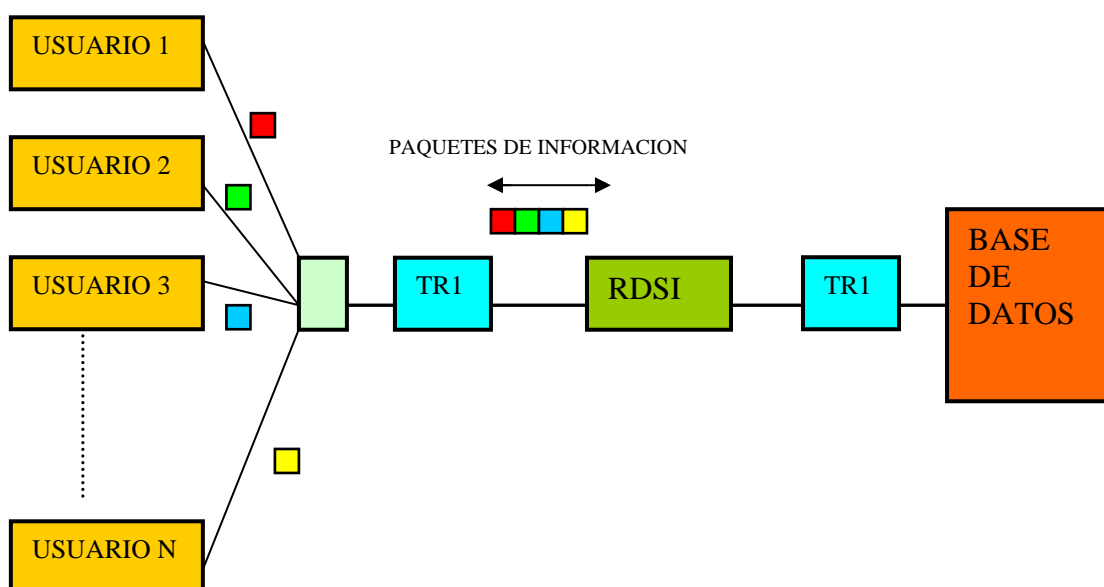 USUARIO 1
USUARIO 2
PAQUETES DE INFORMACION
USUARIO 3
TR1
RDSI
TR1
BASE
DE
DATOS
USUARIO N